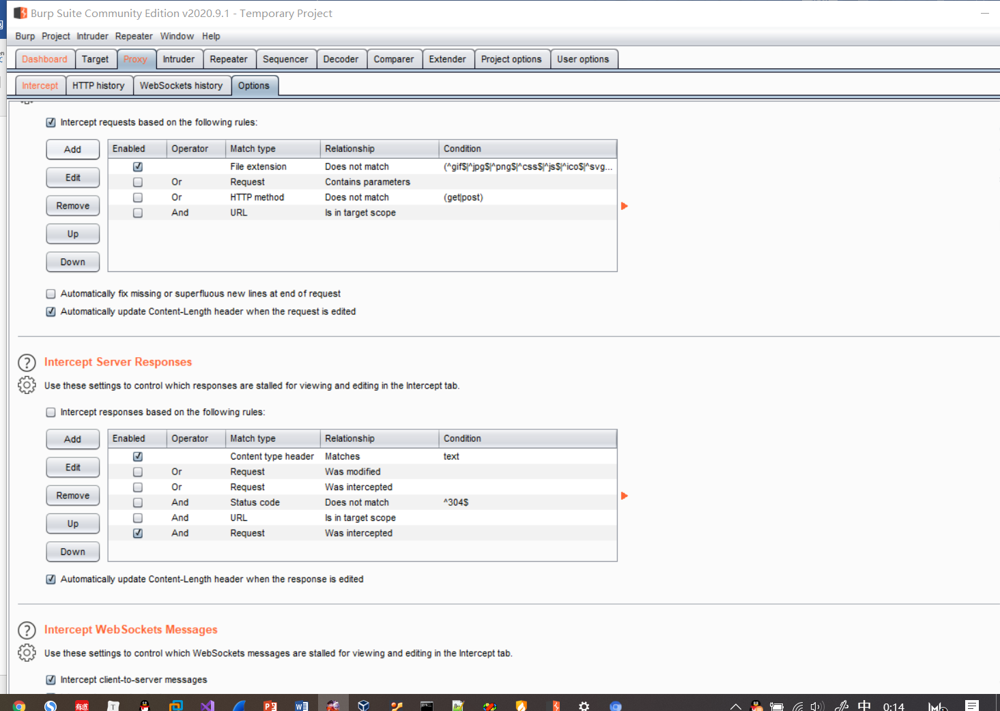 Burp Suite Community Edition v2020.9.1 - Temporary Project
Burp Project Intruder Repeater Window Help
Dashboard Target Proxy Intruder Repeater Sequencer Decoder Comparer Extender Project options User options
Intercept HTTP history WebSockets history Options
Intercept requests based on the following rules:
Add
Edit
Remove
Up
Down
Enabled Operator Match type Relationship Condition
File extension Does not match (^gif$|^jpg$|^png$|^css$|^js$|^ico$|^svg...
Or Request Contains parameters
Or HTTP method Does not match (get|post)
And URL Is in target scope
Automatically fix missing or superfluous new lines at end of request
Automatically update Content-Length header when the request is edited
Intercept Server Responses
Use these settings to control which responses are stalled for viewing and editing in the Intercept tab.
Intercept responses based on the following rules:
Add
Edit
Remove
Up
Down
Enabled Operator Match type Relationship Condition
Content type header Matches text
Or Request Was modified
Or Request Was intercepted
And Status code Does not match ^304$
And URL Is in target scope
And Request Was intercepted
Automatically update Content-Length header when the response is edited
Intercept WebSockets Messages
Use these settings to control which WebSockets messages are stalled for viewing and editing in the Intercept tab.
Intercept client-to-server messages
有道 T 中 0:14